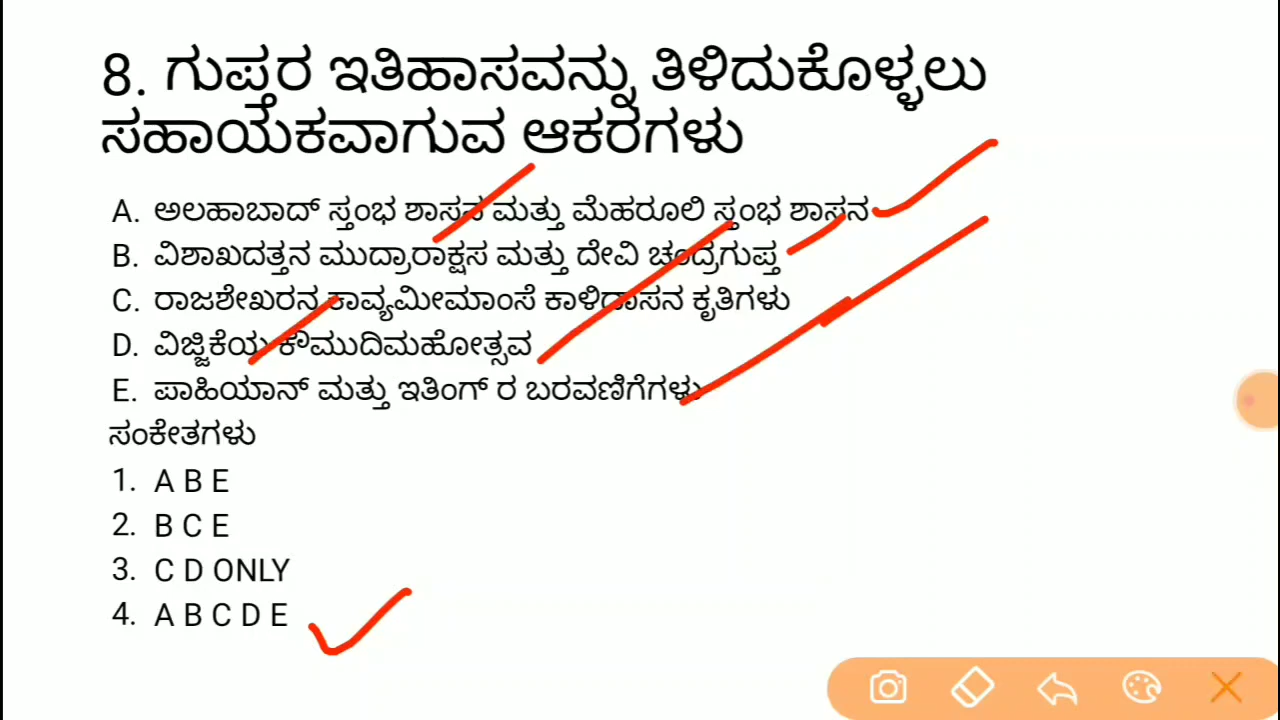 8. ಗುಪ್ತರ ಇತಿಹಾಸವನ್ನು ತಿಳಿದುಕೊಳ್ಳಲು
ಸಹಾಯಕವಾಗುವ ಆಕರಗಳು
A. ಅಲಹಾಬಾದ್ ಸ್ತಂಭ ಶಾಸನ ಮತ್ತು ಮೆಹರೂಲಿ ಸ್ತಂಭ ಶಾಸನ
B. ವಿಶಾಖದತ್ತನ ಮುದ್ರಾರಾಕ್ಷಸ ಮತ್ತು ದೇವಿ ಚಂದ್ರಗುಪ್ತ
C. ರಾಜಶೇಖರನ ಕಾವ್ಯಮೀಮಾಂಸೆ ಕಾಳಿದಾಸನ ಕೃತಿಗಳು
D. ವಿಜ್ಜಿಕೆಯ ಕೌಮುದಿಮಹೋತ್ಸವ
E. ಪಾಹಿಯಾನ್ ಮತ್ತು ಇತಿಂಗ್ ರ ಬರವಣಿಗೆಗಳು
ಸಂಕೇತಗಳು
1. A B E
2. B C E
3. C D ONLY
4. A B C D E